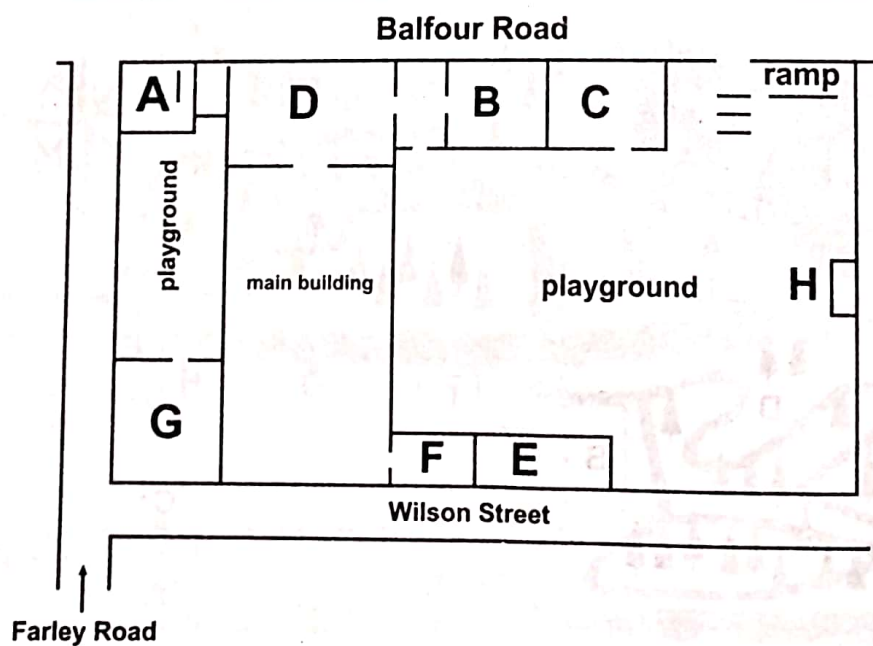 Balfour Road
ramp
A
D
B
C
playground
main building
playground
H
G
F
E
Wilson Street
Farley Road